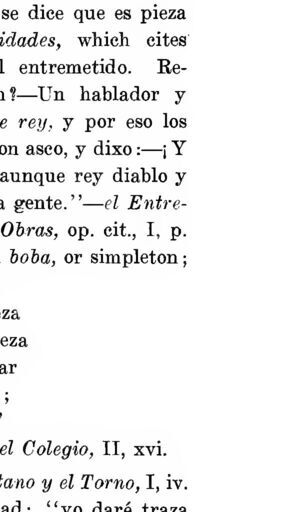 se dice que es pieza
idades, which cites
l entremetido. Re-
n?—Un hablador y
e rey, y por eso los
on asco, y dixo:—¡Y
aunque rey diablo y
a gente."—el Entre-
Obras, op. cit., I, p.
boba, or simpleton;
za
eza
ar
;
el Colegio, II, xvi.
tano y el Torno, I, iv.
ad: "yo daré traza